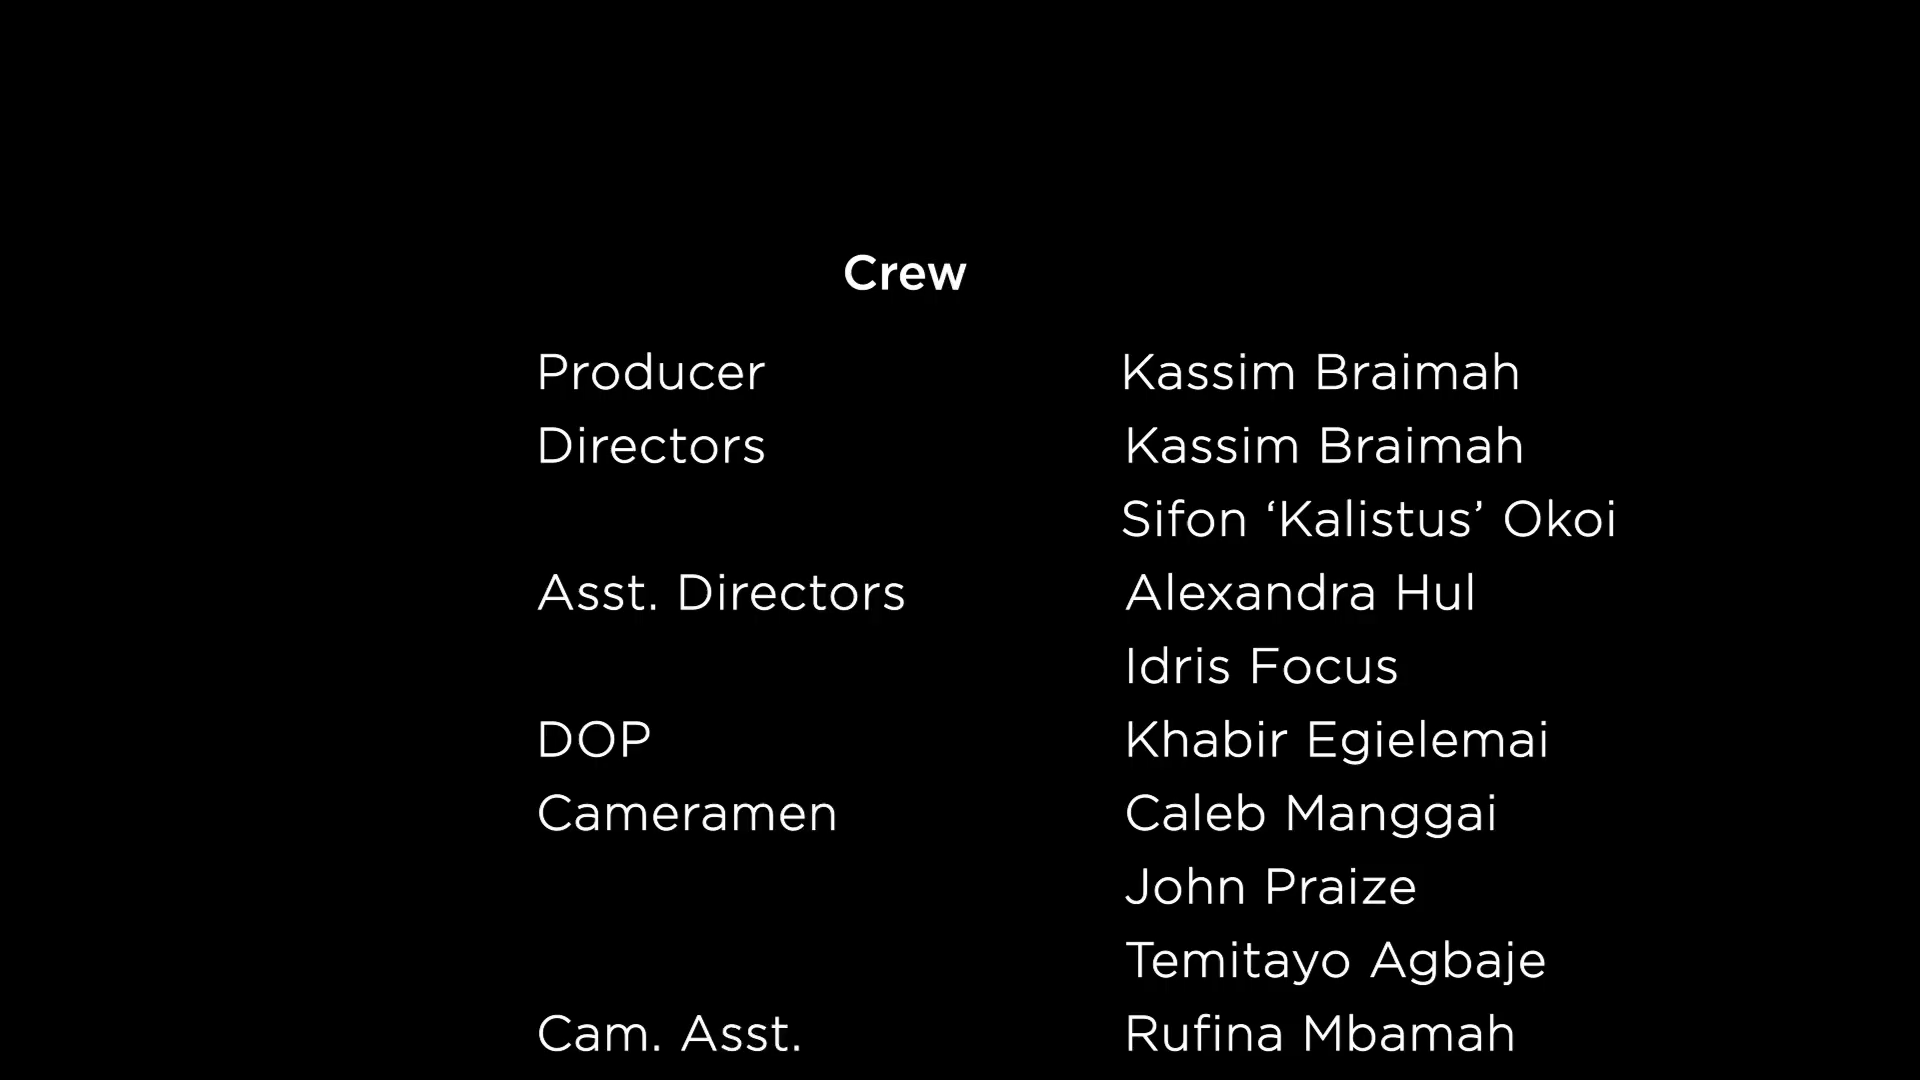 Crew
Producer Kassim Braimah
Directors Kassim Braimah
Sifon ‘Kalistus’ Okoi
Asst. Directors Alexandra Hul
Idris Focus
DOP Khabir Egielemai
Cameramen Caleb Manggai
John Praize
Temitayo Agbaje
Cam. Asst. Rufina Mbamah